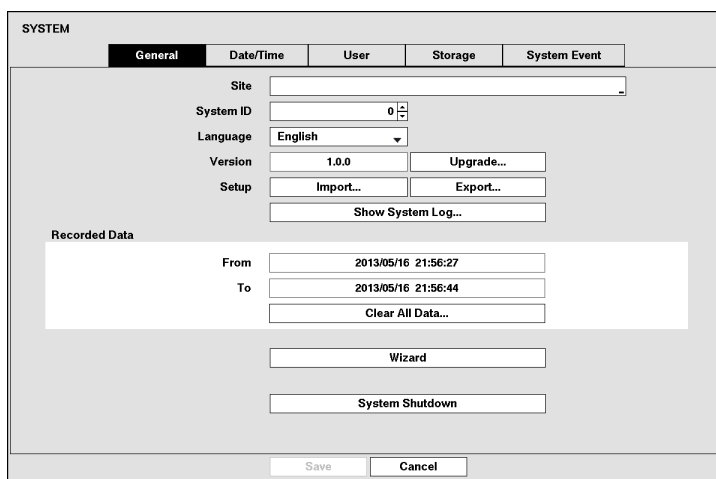 SYSTEM
General Date/Time User Storage System Event
Site
System ID 0
Language English
Version 1.0.0 Upgrade...
Setup Import... Export...
Show System Log...
Recorded Data
From 2013/05/16 21:56:27
To 2013/05/16 21:56:44
Clear All Data...
Wizard
System Shutdown
Save Cancel